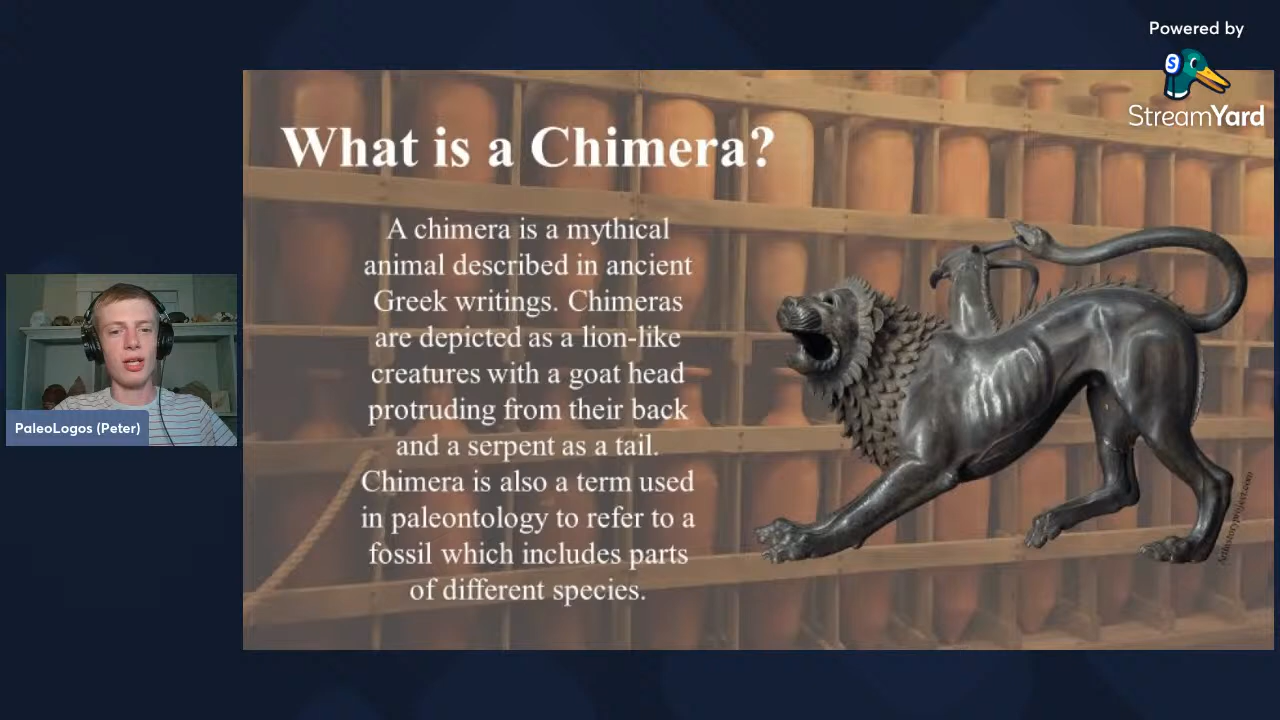 Powered by
StreamYard
What is a Chimera?
A chimera is a mythical
animal described in ancient
Greek writings. Chimeras
are depicted as a lion-like
creatures with a goat head
protruding from their back
and a serpent as a tail.
Chimera is also a term used
in paleontology to refer to a
fossil which includes parts
of different species.
PaleoLogos (Peter)